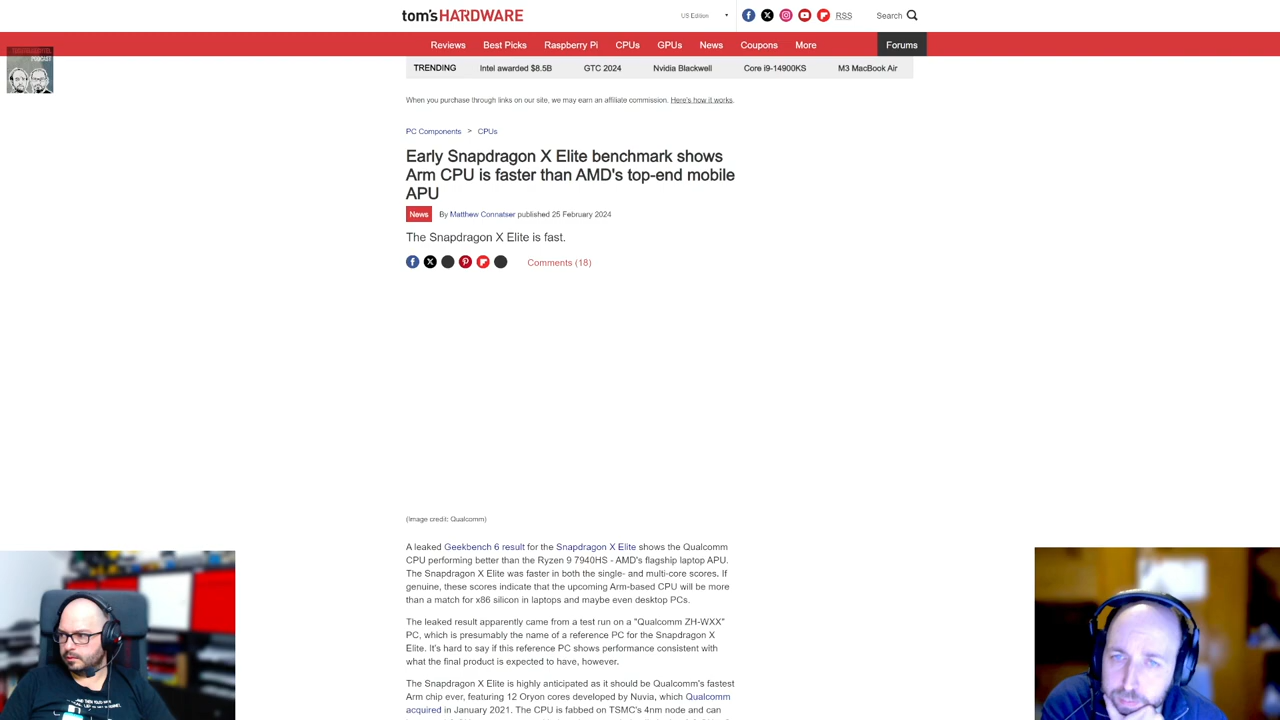 tom's HARDWARE
US Edition
RSS
Search
Reviews
Best Picks
Raspberry Pi
CPUs
GPUs
News
Coupons
More
Forums
PODCAST
TRENDING
Intel awarded $8.5B
GTC 2024
Nvidia Blackwell
Core i9-14900KS
M3 MacBook Air
When you purchase through links on our site, we may earn an affiliate commission. Here's how it works.
PC Components > CPUs
Early Snapdragon X Elite benchmark shows
Arm CPU is faster than AMD's top-end mobile
APU
News
By Matthew Connatser published 25 February 2024
The Snapdragon X Elite is fast.
Comments (18)
(Image credit: Qualcomm)
A leaked Geekbench 6 result for the Snapdragon X Elite shows the Qualcomm
CPU performing better than the Ryzen 9 7940HS - AMD's flagship laptop APU.
The Snapdragon X Elite was faster in both the single- and multi-core scores. If
genuine, these scores indicate that the upcoming Arm-based CPU will be more
than a match for x86 silicon in laptops and maybe even desktop PCs.
The leaked result apparently came from a test run on a "Qualcomm ZH-WXX"
PC, which is presumably the name of a reference PC for the Snapdragon X
Elite. It's hard to say if this reference PC shows performance consistent with
what the final product is expected to have, however.
The Snapdragon X Elite is highly anticipated as it should be Qualcomm's fastest
Arm chip ever, featuring 12 Oryon cores developed by Nuvia, which Qualcomm
acquired in January 2021. The CPU is fabbed on TSMC's 4nm node and can